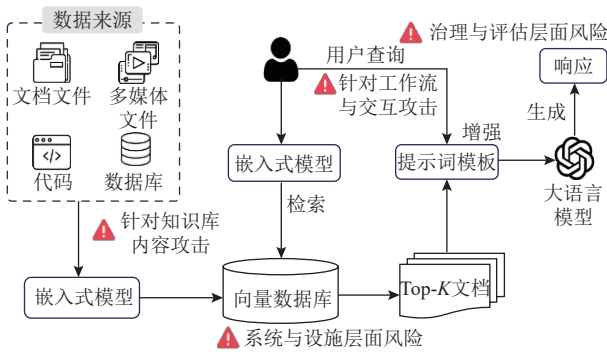 数据来源
文档文件
多媒体
文件
代码
数据库
针对知识库
内容攻击
嵌入式模型
用户查询
针对工作流
与交互攻击
嵌入式模型
检索
向量数据库
系统与设施层面风险
Top-K文档
提示词模板
增强
治理与评估层面风险
响应
生成
大语言
模型